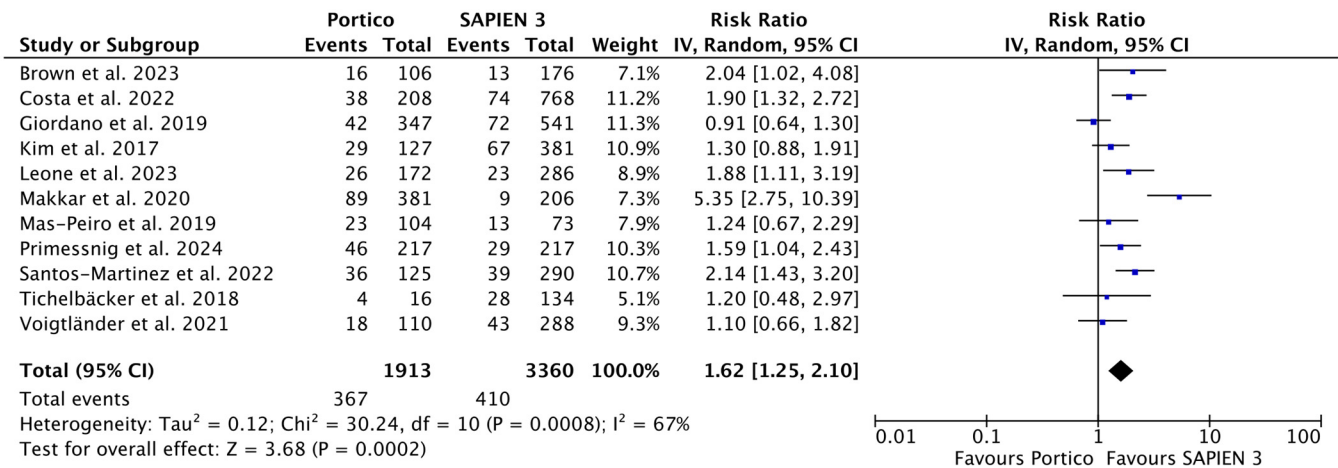 Portico SAPIEN 3 Risk Ratio Risk Ratio
Study or Subgroup Events Total Events Total Weight IV, Random, 95% CI IV, Random, 95% CI
Brown et al. 2023 16 106 13 176 7.1% 2.04 [1.02, 4.08]
Costa et al. 2022 38 208 74 768 11.2% 1.90 [1.32, 2.72]
Giordano et al. 2019 42 347 72 541 11.3% 0.91 [0.64, 1.30]
Kim et al. 2017 29 127 67 381 10.9% 1.30 [0.88, 1.91]
Leone et al. 2023 26 172 23 286 8.9% 1.88 [1.11, 3.19]
Makkar et al. 2020 89 381 9 206 7.3% 5.35 [2.75, 10.39]
Mas-Peiro et al. 2019 23 104 13 73 7.9% 1.24 [0.67, 2.29]
Primessnig et al. 2024 46 217 29 217 10.3% 1.59 [1.04, 2.43]
Santos-Martinez et al. 2022 36 125 39 290 10.7% 2.14 [1.43, 3.20]
Tichelbäcker et al. 2018 4 16 28 134 5.1% 1.20 [0.48, 2.97]
Voigtländer et al. 2021 18 110 43 288 9.3% 1.10 [0.66, 1.82]
Total (95% CI) 1913 3360 100.0% 1.62 [1.25, 2.10]
Total events 367 410
Heterogeneity: Tau² = 0.12; Chi² = 30.24, df = 10 (P = 0.0008); I² = 67%
Test for overall effect: Z = 3.68 (P = 0.0002)
0.01 0.1 1 10 100
Favours Portico Favours SAPIEN 3